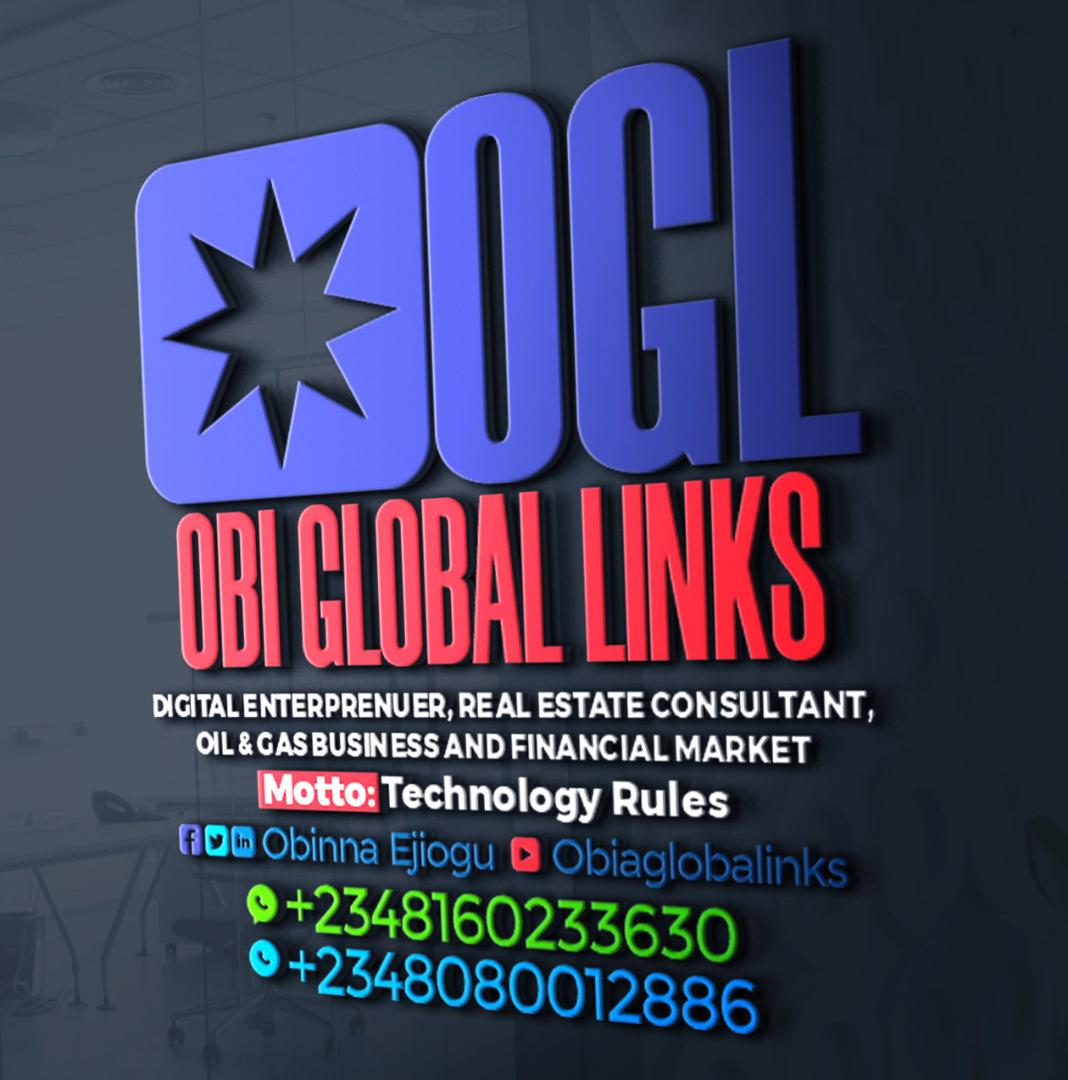 OGL
OBI GLOBAL LINKS
DIGITAL ENTERPRENUER, REAL ESTATE CONSULTANT,
OIL & GAS BUSINESS AND FINANCIAL MARKET
Motto: Technology Rules
f in Obinna Ejiogu Obiaglobalinks
+2348160233630
+2348080012886